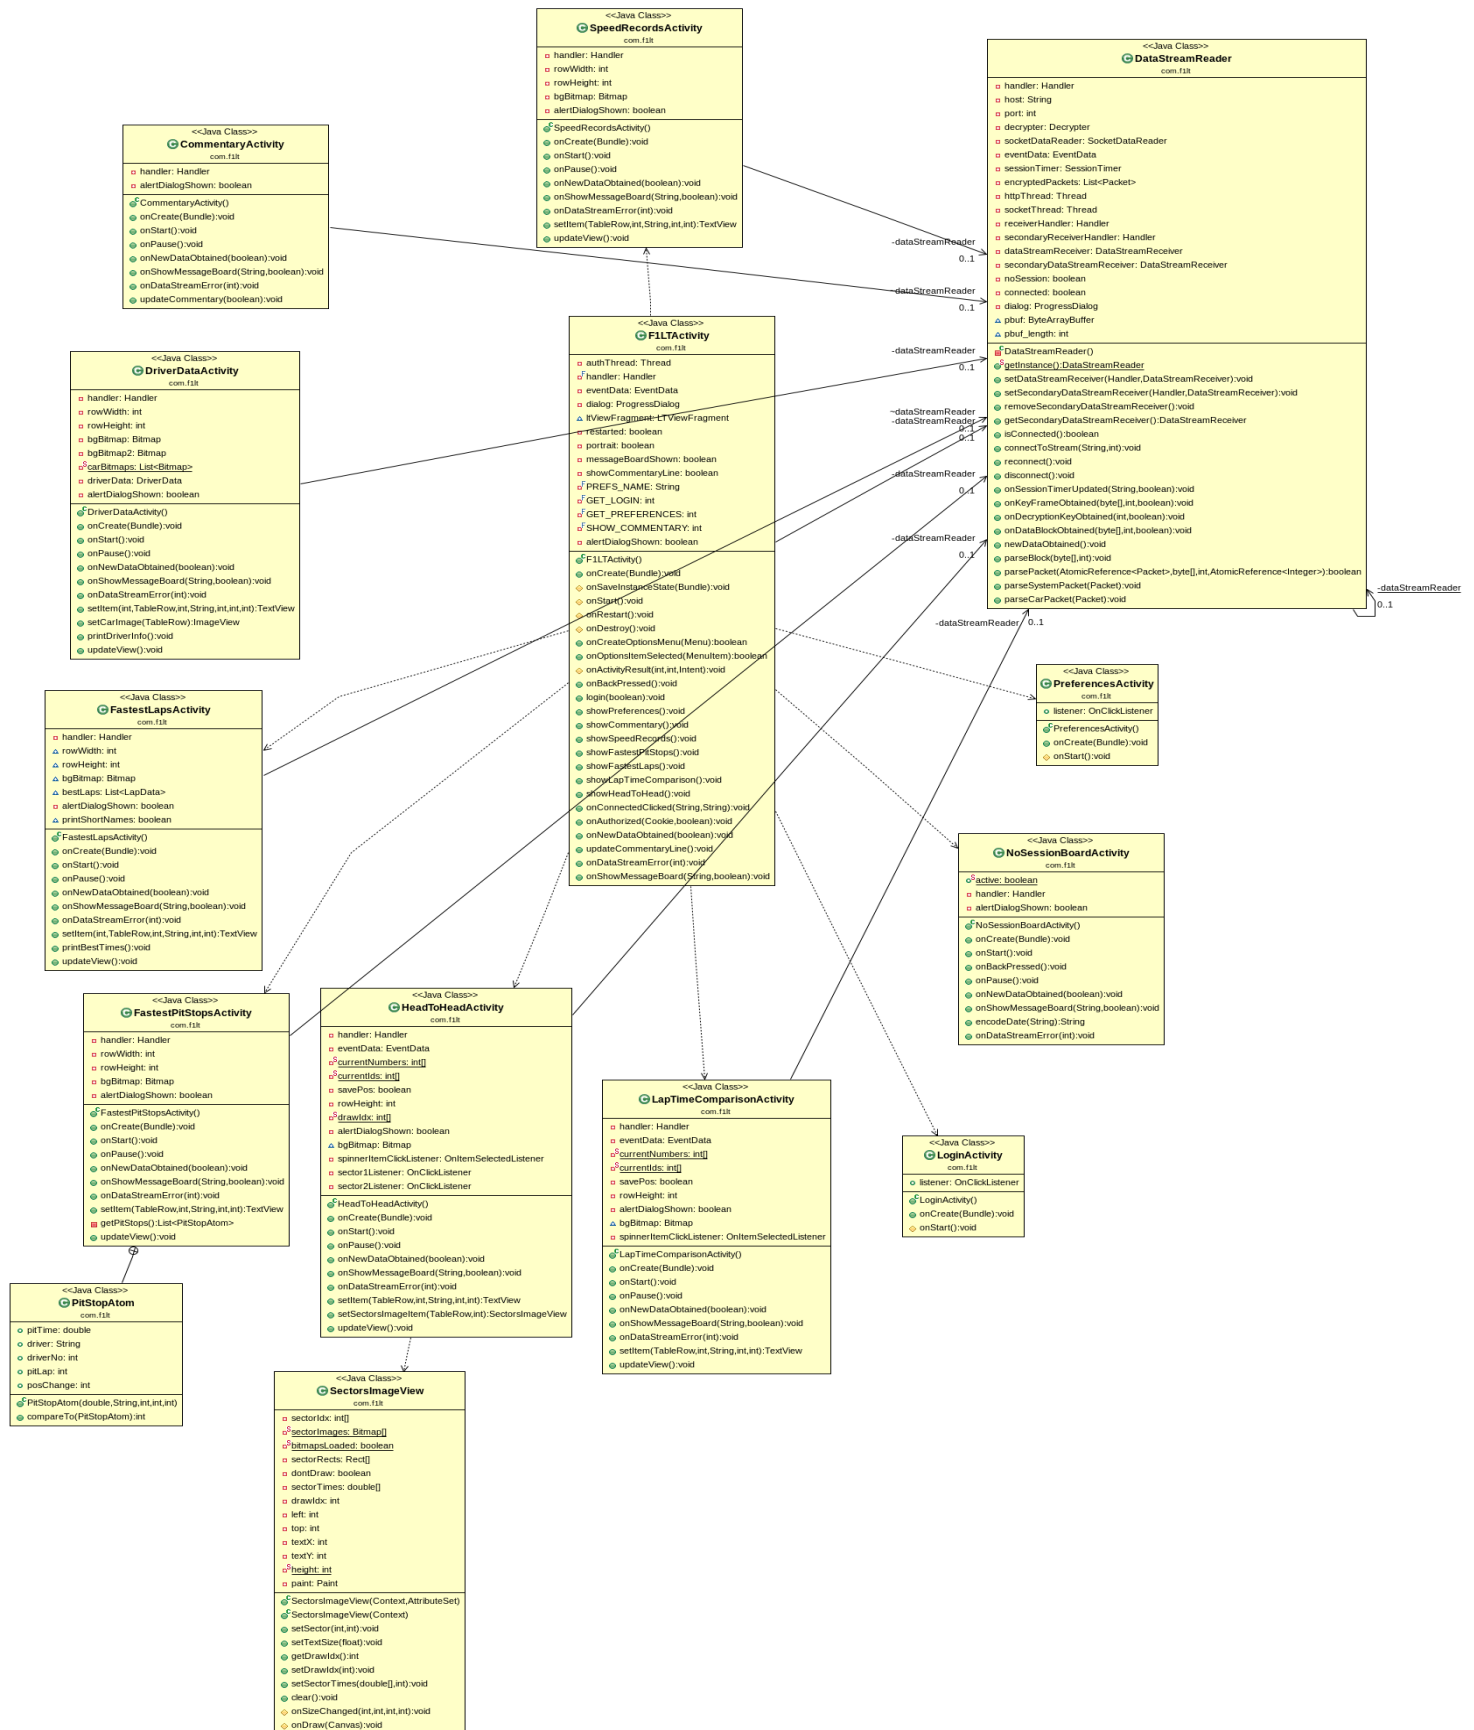 <<Java Class>>
SpeedRecordsActivity
com.f1lt
handler: Handler
rowWidth: int
rowHeight: int
bgBitmap: Bitmap
alertDialogShown: boolean
SpeedRecordsActivity()
onCreate(Bundle):void
onStart():void
onPause():void
onNewDataObtained(boolean):void
onShowMessageBoard(String,boolean):void
onDataStreamError(int):void
setItem(TableRow,int,String,int,int):TextView
updateView():void
<<Java Class>>
DataStreamReader
com.f1lt
handler: Handler
host: String
port: int
decrypter: Decrypter
socketDataReader: SocketDataReader
eventData: EventData
sessionTimer: SessionTimer
encryptedPackets: List<Packet>
httpThread: Thread
socketThread: Thread
receiverHandler: Handler
secondaryReceiverHandler: Handler
dataStreamReceiver: DataStreamReceiver
secondaryDataStreamReceiver: DataStreamReceiver
noSession: boolean
connected: boolean
dialog: ProgressDialog
pbuf: ByteArrayBuffer
pbuf_length: int
DataStreamReader()
getInstance():DataStreamReader
setDataStreamReceiver(Handler,DataStreamReceiver):void
setSecondaryDataStreamReceiver(Handler,DataStreamReceiver):void
removeSecondaryDataStreamReceiver():void
getSecondaryDataStreamReceiver():DataStreamReceiver
isConnected():boolean
connectToStream(String,int):void
reconnect():void
disconnect():void
onSessionTimerUpdated(String,boolean):void
onKeyFrameObtained(byte[],int,boolean):void
onDecryptionKeyObtained(int,boolean):void
onDataBlockObtained(byte[],int,boolean):void
newDataObtained():void
parseBlock(byte[],int):void
parsePacket(AtomicReference<Packet>,byte[],int,AtomicReference<Integer>):boolean
parseSystemPacket(Packet):void
parseCarPacket(Packet):void
<<Java Class>>
CommentaryActivity
com.f1lt
handler: Handler
alertDialogShown: boolean
CommentaryActivity()
onCreate(Bundle):void
onStart():void
onPause():void
onNewDataObtained(boolean):void
onShowMessageBoard(String,boolean):void
onDataStreamError(int):void
updateCommentary(boolean):void
-dataStreamReader
0..1
-dataStreamReader
0..1
-dataStreamReader
0..1
~dataStreamReader
0..1
-dataStreamReader
0..1
-dataStreamReader
0..1
-dataStreamReader
0..1
-dataStreamReader
0..1
-dataStreamReader
0..1
<<Java Class>>
F1LTActivity
com.f1lt
authThread: Thread
handler: Handler
eventData: EventData
dialog: ProgressDialog
ltViewFragment: LTViewFragment
restarted: boolean
portrait: boolean
messageBoardShown: boolean
showCommentaryLine: boolean
PREFS_NAME: String
GET_LOGIN: int
GET_PREFERENCES: int
SHOW_COMMENTARY: int
alertDialogShown: boolean
F1LTActivity()
onCreate(Bundle):void
onSaveInstanceState(Bundle):void
onStart():void
onRestart():void
onDestroy():void
onCreateOptionsMenu(Menu):boolean
onOptionsItemSelected(MenuItem):boolean
onActivityResult(int,int,Intent):void
onBackPressed():void
login(boolean):void
showPreferences():void
showCommentary():void
showSpeedRecords():void
showFastestPitStops():void
showFastestLaps():void
showLapTimeComparison():void
showHeadToHead():void
onConnectedClicked(String,String):void
onAuthorized(Cookie,boolean):void
onNewDataObtained(boolean):void
updateCommentaryLine():void
onDataStreamError(int):void
onShowMessageBoard(String,boolean):void
<<Java Class>>
DriverDataActivity
com.f1lt
handler: Handler
rowWidth: int
rowHeight: int
bgBitmap: Bitmap
bgBitmap2: Bitmap
carBitmaps: List<Bitmap>
driverData: DriverData
alertDialogShown: boolean
DriverDataActivity()
onCreate(Bundle):void
onStart():void
onPause():void
onNewDataObtained(boolean):void
onShowMessageBoard(String,boolean):void
onDataStreamError(int):void
setItem(int,TableRow,int,String,int,int,int):TextView
setCarImage(TableRow):ImageView
printDriverInfo():void
updateView():void
<<Java Class>>
PreferencesActivity
com.f1lt
listener: OnClickListener
PreferencesActivity()
onCreate(Bundle):void
onStart():void
<<Java Class>>
FastestLapsActivity
com.f1lt
handler: Handler
rowWidth: int
rowHeight: int
bgBitmap: Bitmap
bestLaps: List<LapData>
alertDialogShown: boolean
printShortNames: boolean
FastestLapsActivity()
onCreate(Bundle):void
onStart():void
onPause():void
onNewDataObtained(boolean):void
onShowMessageBoard(String,boolean):void
onDataStreamError(int):void
setItem(int,TableRow,int,String,int,int):TextView
printBestTimes():void
updateView():void
<<Java Class>>
NoSessionBoardActivity
com.f1lt
active: boolean
handler: Handler
alertDialogShown: boolean
NoSessionBoardActivity()
onCreate(Bundle):void
onStart():void
onBackPressed():void
onPause():void
onNewDataObtained(boolean):void
onShowMessageBoard(String,boolean):void
encodeDate(String):String
onDataStreamError(int):void
<<Java Class>>
FastestPitStopsActivity
com.f1lt
handler: Handler
rowWidth: int
rowHeight: int
bgBitmap: Bitmap
alertDialogShown: boolean
FastestPitStopsActivity()
onCreate(Bundle):void
onStart():void
onPause():void
onNewDataObtained(boolean):void
onShowMessageBoard(String,boolean):void
onDataStreamError(int):void
setItem(TableRow,int,String,int,int):TextView
getPitStops():List<PitStopAtom>
updateView():void
<<Java Class>>
HeadToHeadActivity
com.f1lt
handler: Handler
eventData: EventData
currentNumbers: int[]
currentIds: int[]
savePos: boolean
rowHeight: int
drawIdx: int[]
alertDialogShown: boolean
bgBitmap: Bitmap
spinnerItemClickListener: OnItemSelectedListener
sector1Listener: OnClickListener
sector2Listener: OnClickListener
HeadToHeadActivity()
onCreate(Bundle):void
onStart():void
onPause():void
onNewDataObtained(boolean):void
onShowMessageBoard(String,boolean):void
onDataStreamError(int):void
setItem(TableRow,int,String,int,int):TextView
setSectorsImageItem(TableRow,int):SectorsImageView
updateView():void
<<Java Class>>
LapTimeComparisonActivity
com.f1lt
handler: Handler
eventData: EventData
currentNumbers: int[]
currentIds: int[]
savePos: boolean
rowHeight: int
alertDialogShown: boolean
bgBitmap: Bitmap
spinnerItemClickListener: OnItemSelectedListener
LapTimeComparisonActivity()
onCreate(Bundle):void
onStart():void
onPause():void
onNewDataObtained(boolean):void
onShowMessageBoard(String,boolean):void
onDataStreamError(int):void
setItem(TableRow,int,String,int,int):TextView
updateView():void
<<Java Class>>
LoginActivity
com.f1lt
listener: OnClickListener
LoginActivity()
onCreate(Bundle):void
onStart():void
<<Java Class>>
PitStopAtom
com.f1lt
pitTime: double
driver: String
driverNo: int
pitLap: int
posChange: int
PitStopAtom(double,String,int,int,int)
compareTo(PitStopAtom):int
<<Java Class>>
SectorsImageView
com.f1lt
sectorIdx: int[]
sectorImages: Bitmap[]
bitmapsLoaded: boolean
sectorRects: Rect[]
dontDraw: boolean
sectorTimes: double[]
drawIdx: int
left: int
top: int
textX: int
textY: int
height: int
paint: Paint
SectorsImageView(Context,AttributeSet)
SectorsImageView(Context)
setSector(int,int):void
setTextSize(float):void
getDrawIdx():int
setDrawIdx(int):void
setSectorTimes(double[],int):void
clear():void
onSizeChanged(int,int,int,int):void
onDraw(Canvas):void